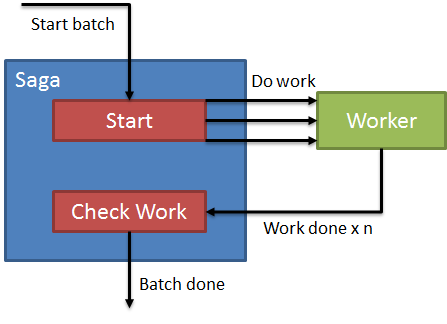 Start batch
Saga
Do work
Start
Worker
Check Work
Work done x n
Batch done